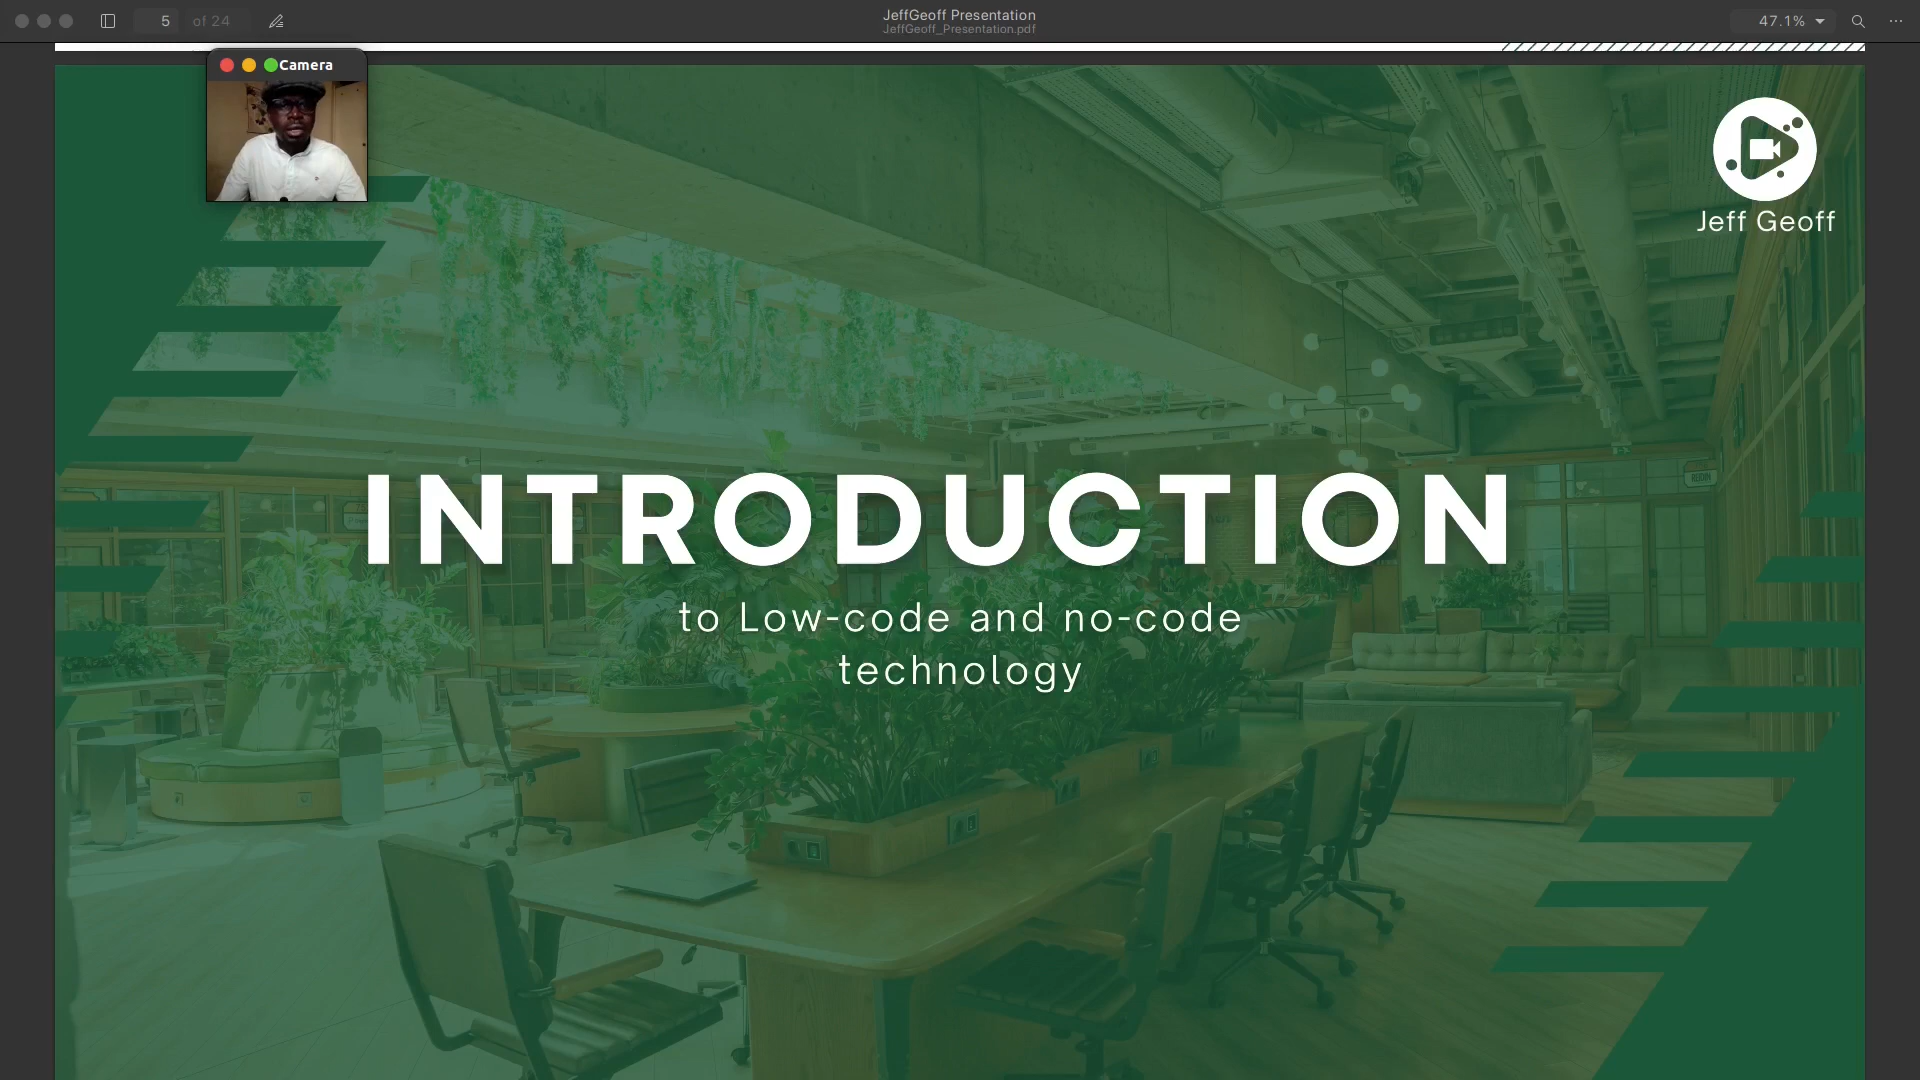 5 of 24
JeffGeoff Presentation
JeffGeoff_Presentation.pdf
47.1%
Camera
Jeff Geoff
INTRODUCTION
to Low-code and no-code
technology